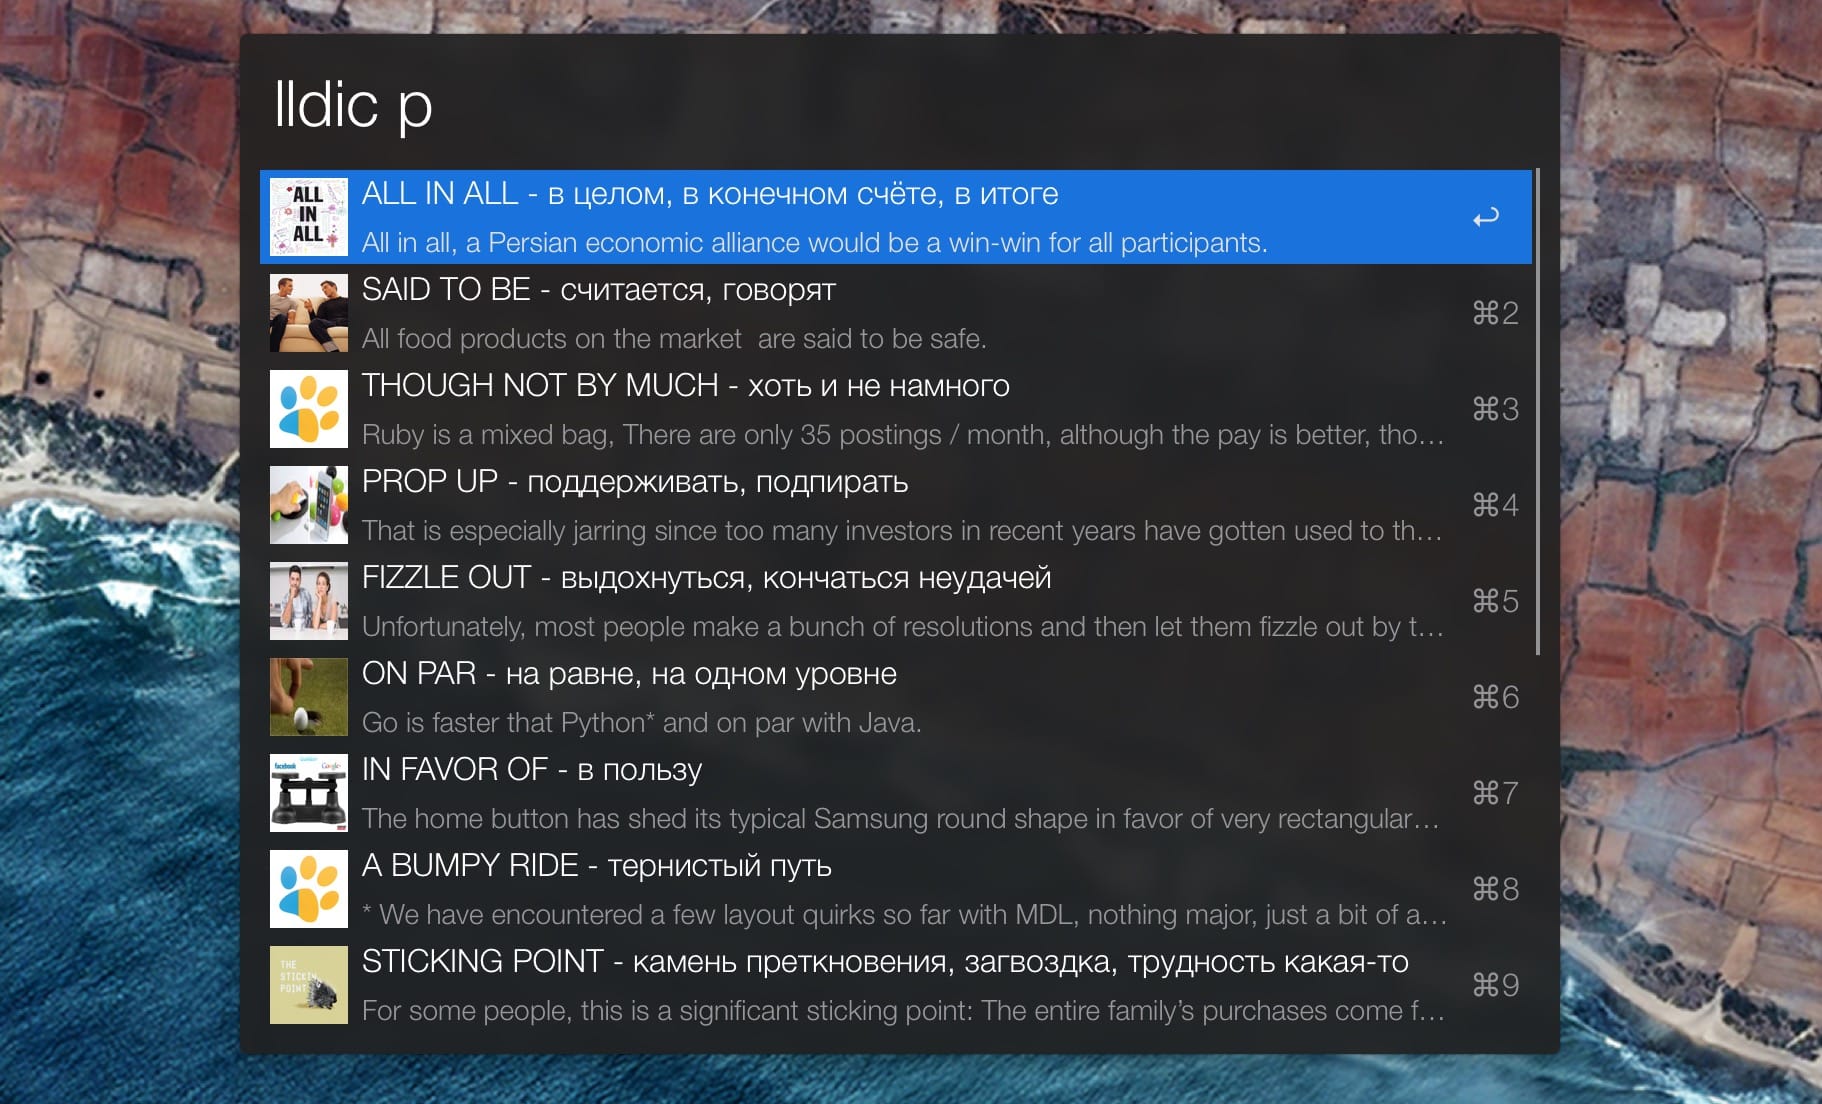 lldic p
ALL IN ALL
ALL IN ALL - в целом, в конечном счёте, в итоге
All in all, a Persian economic alliance would be a win-win for all participants.
SAID TO BE - считается, говорят
All food products on the market  are said to be safe.
⌘2
THOUGH NOT BY MUCH - хоть и не намного
Ruby is a mixed bag, There are only 35 postings / month, although the pay is better, tho…
⌘3
PROP UP - поддерживать, подпирать
That is especially jarring since too many investors in recent years have gotten used to th…
⌘4
FIZZLE OUT - выдохнуться, кончаться неудачей
Unfortunately, most people make a bunch of resolutions and then let them fizzle out by t…
⌘5
ON PAR - на равне, на одном уровне
Go is faster that Python* and on par with Java.
⌘6
facebook Google+
IN FAVOR OF - в пользу
The home button has shed its typical Samsung round shape in favor of very rectangular…
⌘7
A BUMPY RIDE - тернистый путь
* We have encountered a few layout quirks so far with MDL, nothing major, just a bit of a…
⌘8
THE
STICKIN
POINT
STICKING POINT - камень преткновения, загвоздка, трудность какая-то
For some people, this is a significant sticking point: The entire family’s purchases come f…
⌘9